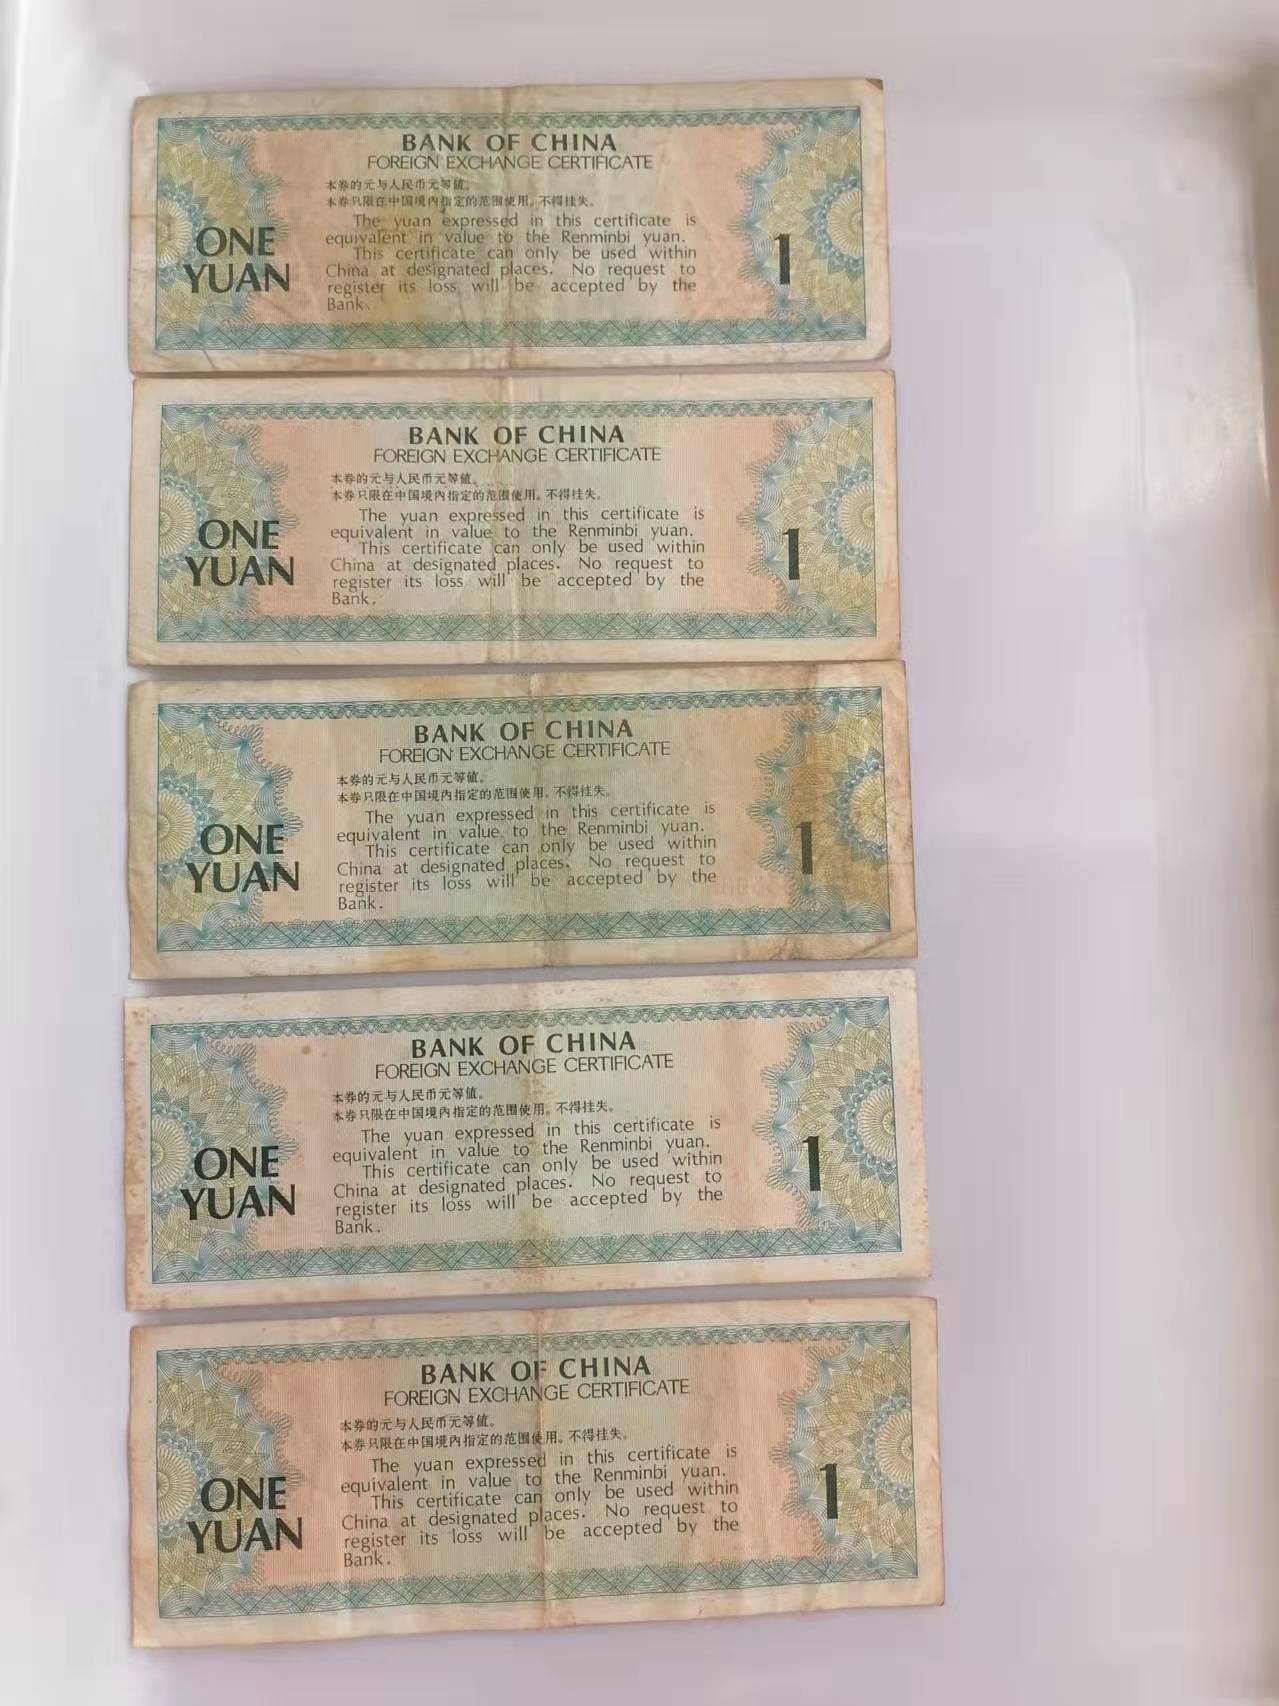 BANK OF CHINA
FOREIGN EXCHANGE CERTIFICATE
本券的元与人民币元等值。
本券只限在中国境内指定的范围使用。不得挂失。
The yuan expressed in this certificate is
equivalent in value to the Renminbi yuan.
This certificate can only be used within
China at designated places. No request to
register its loss will be accepted by the
Bank.
ONE
YUAN
1
BANK OF CHINA
FOREIGN EXCHANGE CERTIFICATE
本券的元与人民币元等值。
本券只限在中国境内指定的范围使用。不得挂失。
The yuan expressed in this certificate is
equivalent in value to the Renminbi yuan.
This certificate can only be used within
China at designated places. No request to
register its loss will be accepted by the
Bank.
ONE
YUAN
1
BANK OF CHINA
FOREIGN EXCHANGE CERTIFICATE
本券的元与人民币元等值。
本券只限在中国境内指定的范围使用。不得挂失。
The yuan expressed in this certificate is
equivalent in value to the Renminbi yuan.
This certificate can only be used within
China at designated places. No request to
register its loss will be accepted by the
Bank.
ONE
YUAN
1
BANK OF CHINA
FOREIGN EXCHANGE CERTIFICATE
本券的元与人民币元等值。
本券只限在中国境内指定的范围使用。不得挂失。
The yuan expressed in this certificate is
equivalent in value to the Renminbi yuan.
This certificate can only be used within
China at designated places. No request to
register its loss will be accepted by the
Bank.
ONE
YUAN
1
BANK OF CHINA
FOREIGN EXCHANGE CERTIFICATE
本券的元与人民币元等值。
本券只限在中国境内指定的范围使用。不得挂失。
The yuan expressed in this certificate is
equivalent in value to the Renminbi yuan.
This certificate can only be used within
China at designated places. No request to
register its loss will be accepted by the
Bank.
ONE
YUAN
1